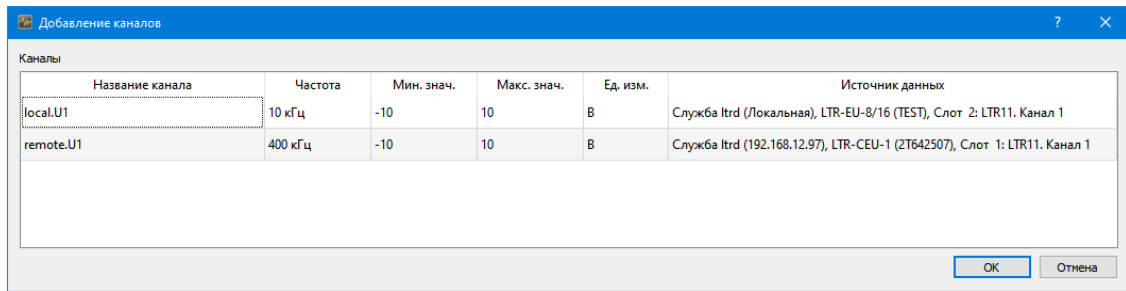 Добавление каналов
Каналы
Название канала Частота Мин. знач. Макс. знач. Ед. изм. Источник данных
local.U1 10 кГц -10 10 В Служба ltrd (Локальная), LTR-EU-8/16 (TEST), Слот 2: LTR11. Канал 1
remote.U1 400 кГц -10 10 В Служба ltrd (192.168.12.97), LTR-CEU-1 (2T642507), Слот 1: LTR11. Канал 1
OK Отмена